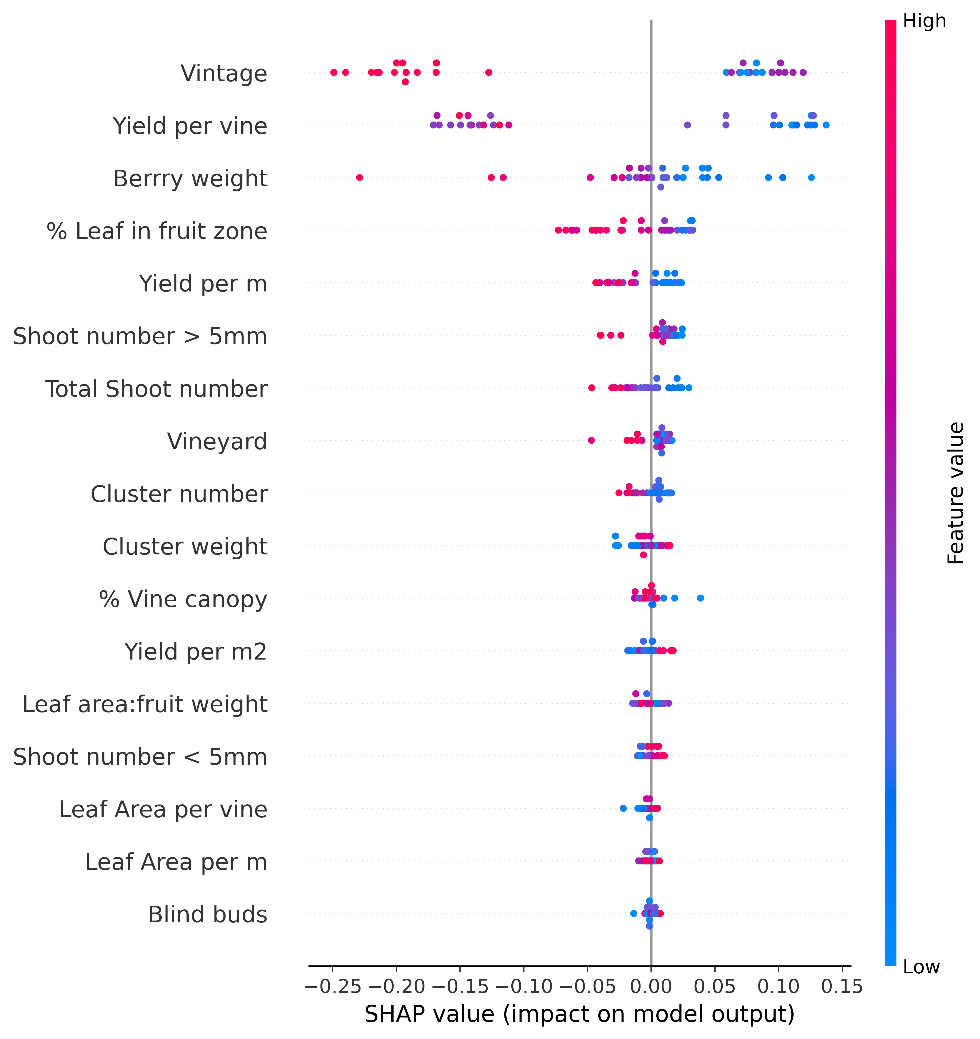 High
Vintage
Yield per vine
Berrry weight
% Leaf in fruit zone
Yield per m
Shoot number > 5mm
Total Shoot number
Vineyard
Cluster number
Cluster weight
% Vine canopy
Yield per m2
Leaf area:fruit weight
Shoot number < 5mm
Leaf Area per vine
Leaf Area per m
Blind buds
Feature value
Low
−0.25 −0.20 −0.15 −0.10 −0.05 0.00 0.05 0.10 0.15
SHAP value (impact on model output)